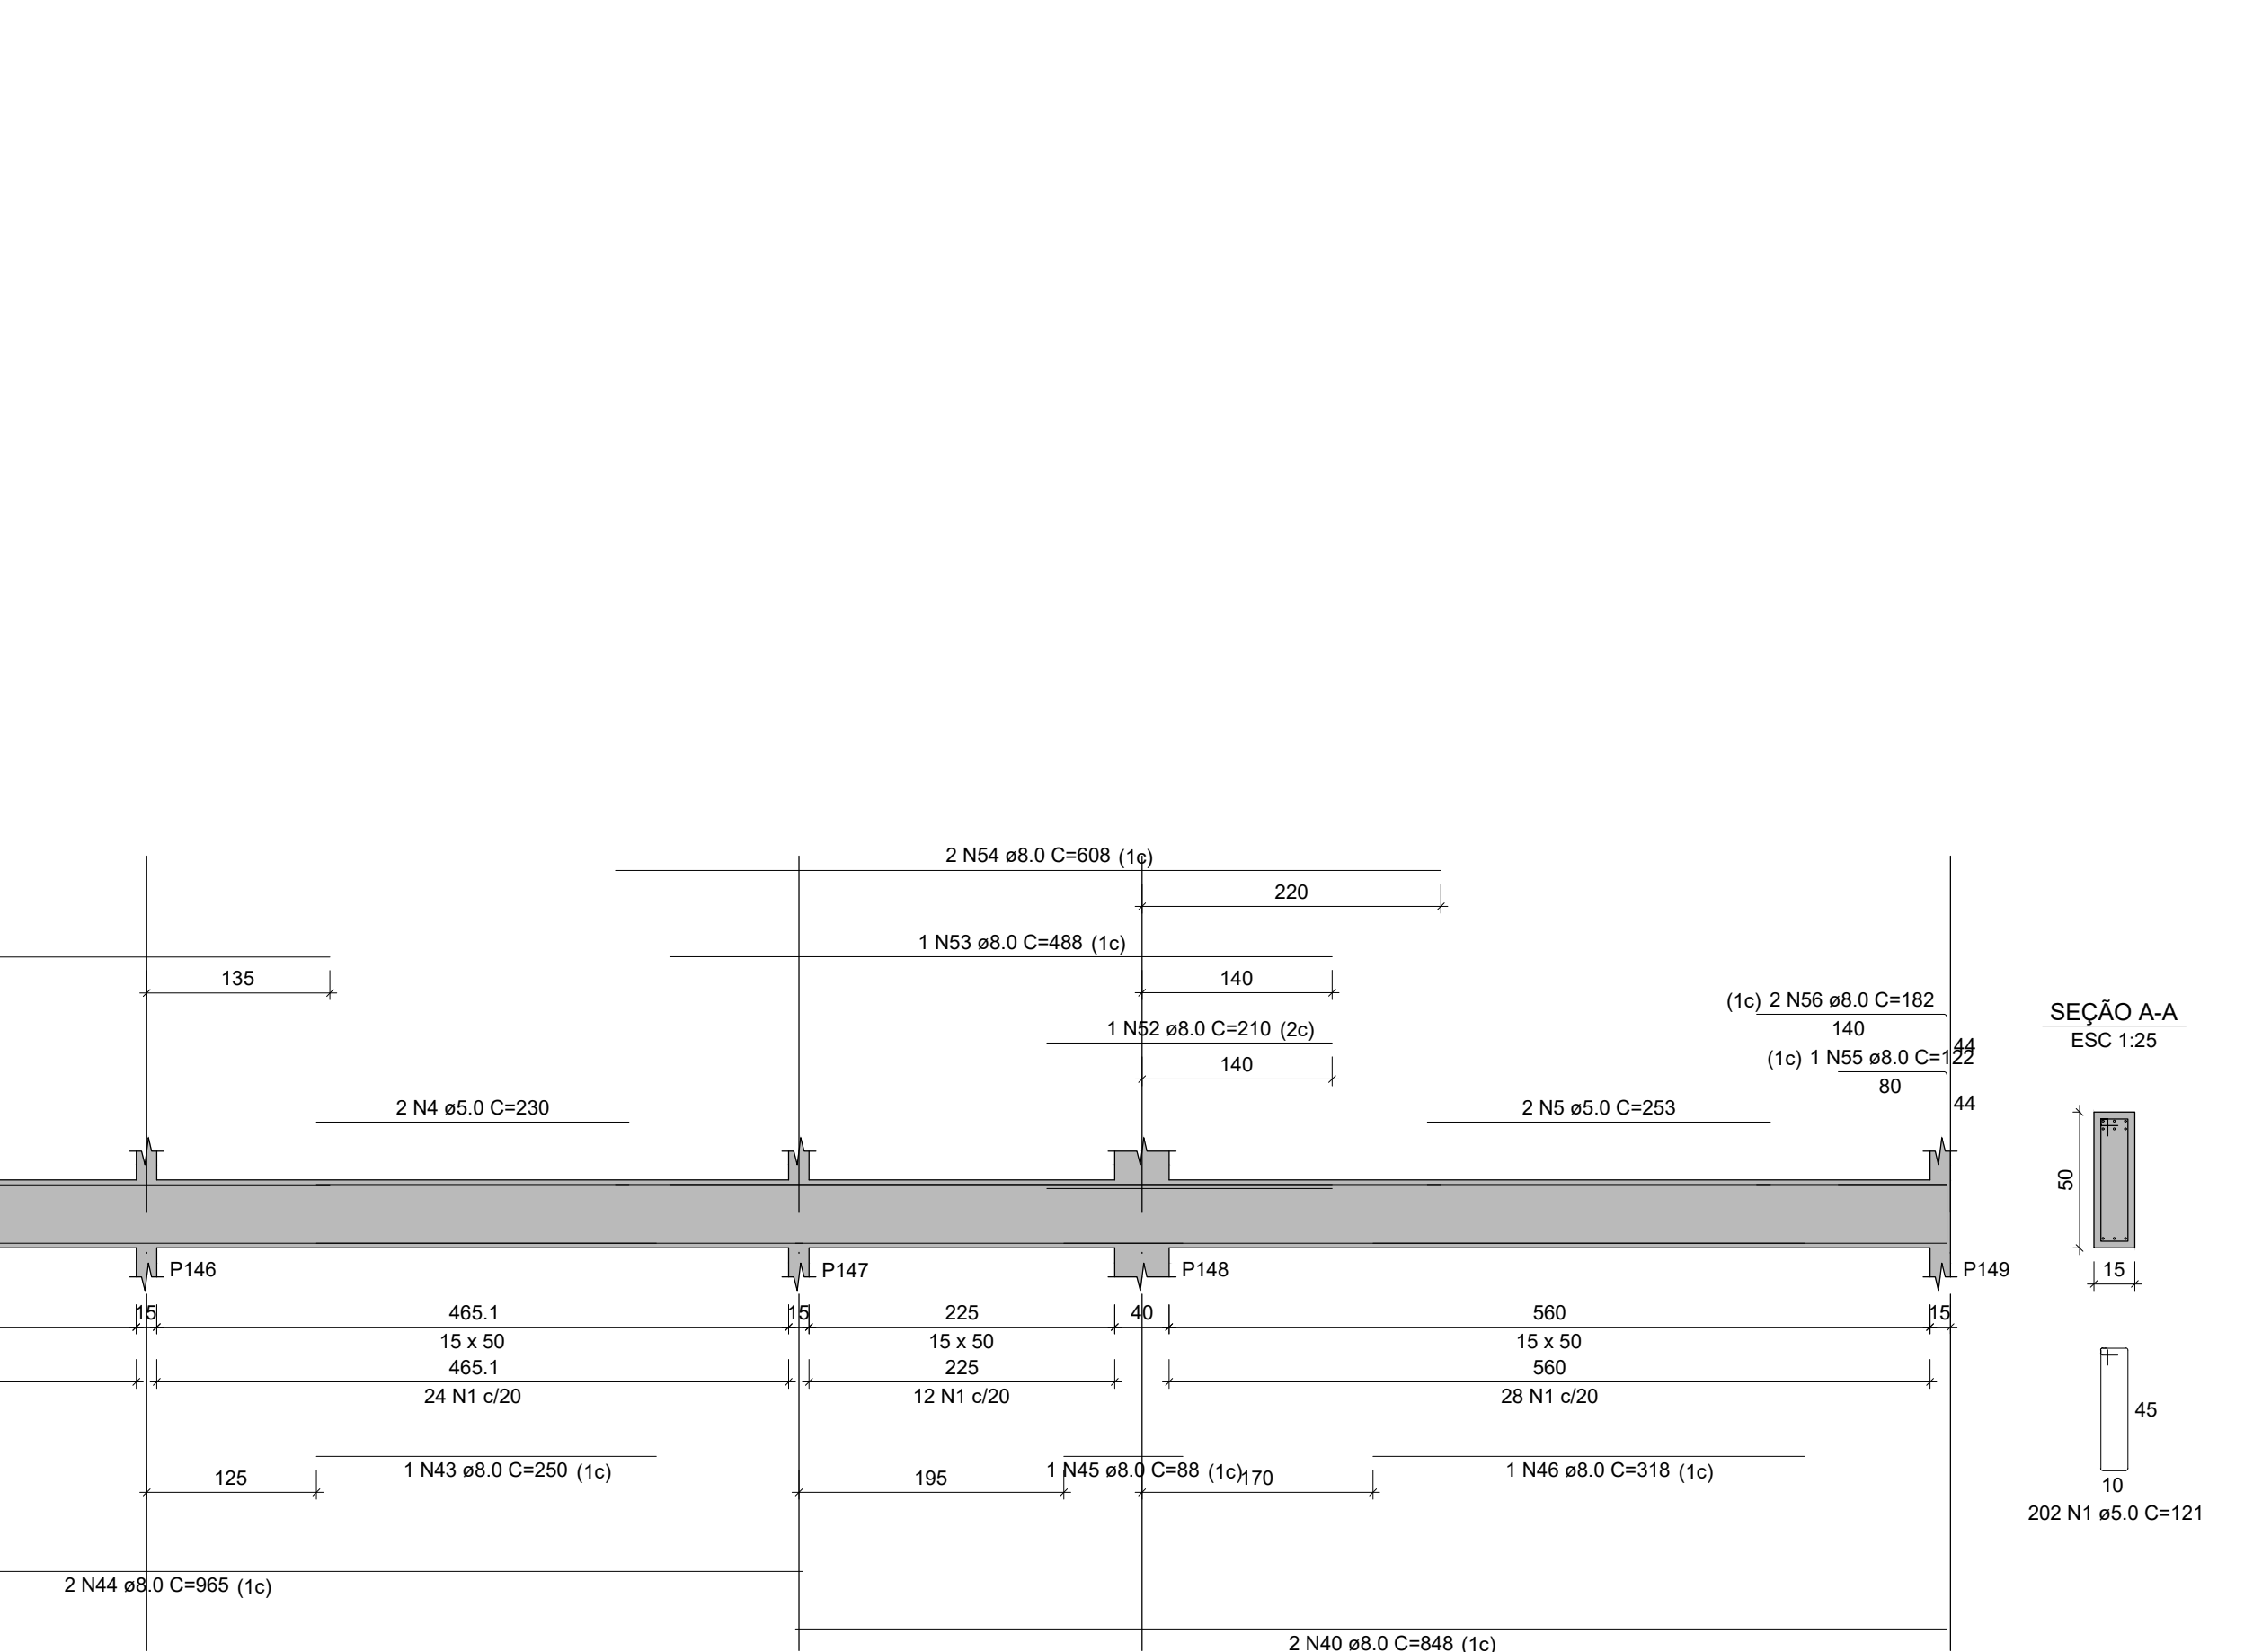 2 N54 ø8.0 C=608 (1c)
220
1 N53 ø8.0 C=488 (1c)
135
140
(1c) 2 N56 ø8.0 C=182
140
44
SEÇÃO A-A
ESC 1:25
1 N52 ø8.0 C=210 (2c)
140
(1c) 1 N55 ø8.0 C=122
80
44
2 N4 ø5.0 C=230
2 N5 ø5.0 C=253
50
15
P146
P147
P148
P149
15
465.1
15
225
40
560
15
15 x 50
15 x 50
15 x 50
465.1
225
560
24 N1 c/20
12 N1 c/20
28 N1 c/20
45
10
202 N1 ø5.0 C=121
1 N43 ø8.0 C=250 (1c)
1 N45 ø8.0 C=88 (1c)
1 N46 ø8.0 C=318 (1c)
125
195
170
2 N44 ø8.0 C=965 (1c)
2 N40 ø8.0 C=848 (1c)